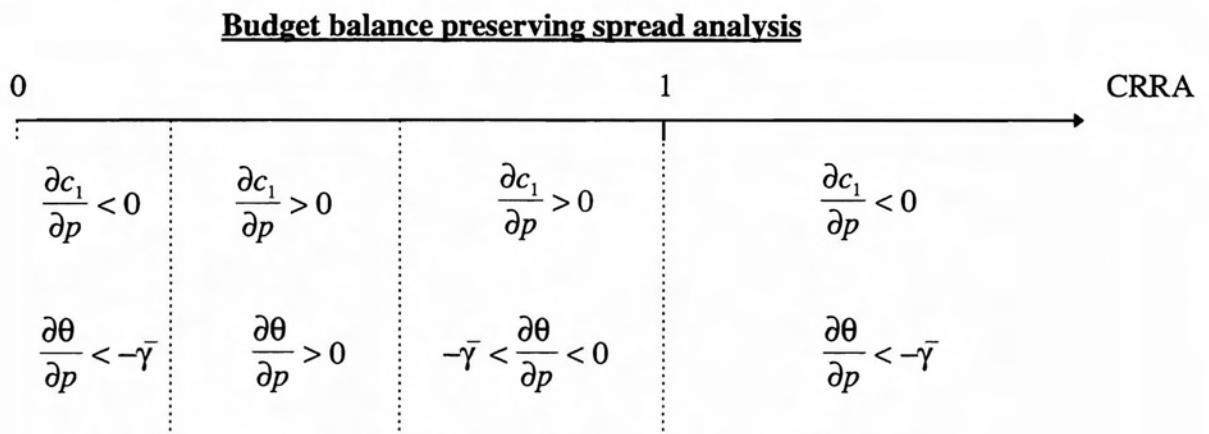 Budget balance preserving spread analysis
0 1 CRRA
∂c₁/∂p < 0 ∂c₁/∂p > 0 ∂c₁/∂p > 0 ∂c₁/∂p < 0
∂θ/∂p < −γ̄ ∂θ/∂p > 0 −γ̄ < ∂θ/∂p < 0 ∂θ/∂p < −γ̄